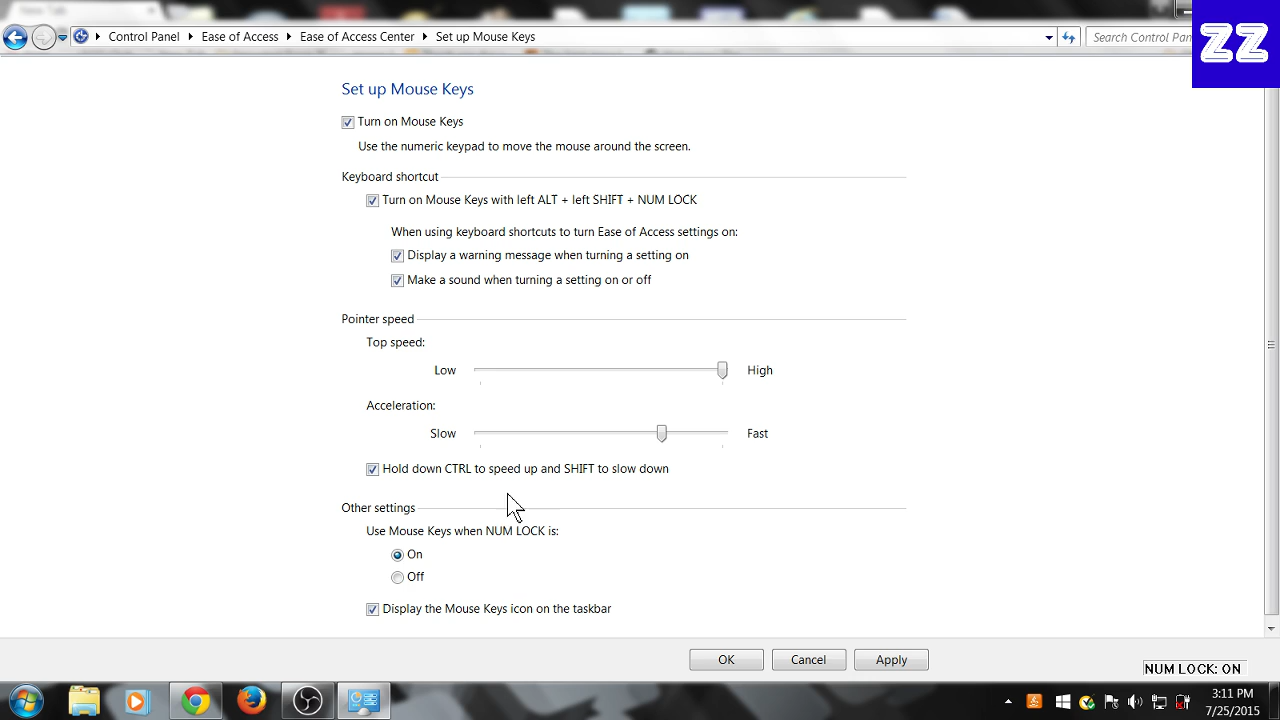 New Tab
ZZ
Control Panel Ease of Access Ease of Access Center Set up Mouse Keys
Search Control Pan
Set up Mouse Keys
Turn on Mouse Keys
Use the numeric keypad to move the mouse around the screen.
Keyboard shortcut
Turn on Mouse Keys with left ALT + left SHIFT + NUM LOCK
When using keyboard shortcuts to turn Ease of Access settings on:
Display a warning message when turning a setting on
Make a sound when turning a setting on or off
Pointer speed
Top speed:
Low High
Acceleration:
Slow Fast
Hold down CTRL to speed up and SHIFT to slow down
Other settings
Use Mouse Keys when NUM LOCK is:
On
Off
Display the Mouse Keys icon on the taskbar
OK Cancel Apply
NUM LOCK: ON
3:11 PM
7/25/2015